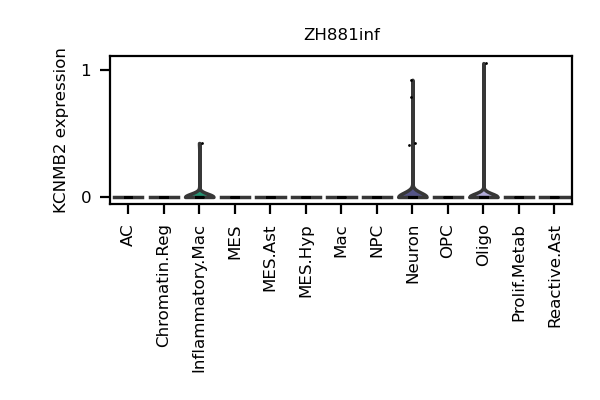 ZH881inf
KCNMB2 expression
1
0
AC
Chromatin.Reg
Inflammatory.Mac
MES
MES.Ast
MES.Hyp
Mac
NPC
Neuron
OPC
Oligo
Prolif.Metab
Reactive.Ast